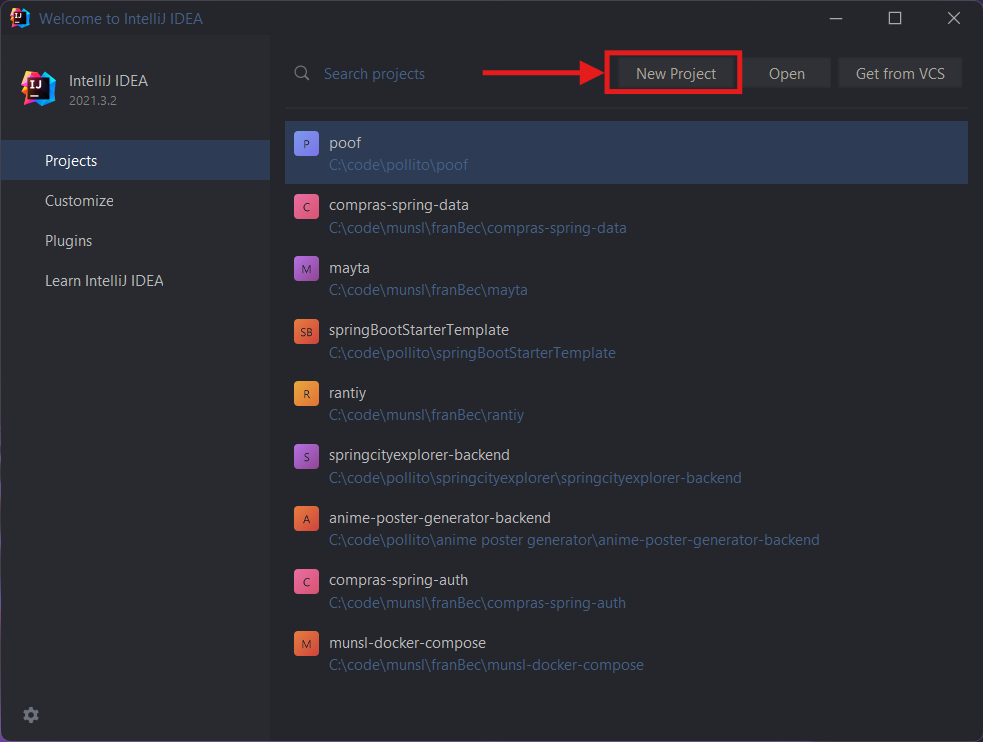 Welcome to IntelliJ IDEA
IJ
IntelliJ IDEA
2021.3.2
Projects
Customize
Plugins
Learn IntelliJ IDEA
Search projects
New Project
Open
Get from VCS
P
poof
C:\code\pollito\poof
C
compras-spring-data
C:\code\munsl\franBec\compras-spring-data
M
mayta
C:\code\munsl\franBec\mayta
SB
springBootStarterTemplate
C:\code\pollito\springBootStarterTemplate
R
rantiy
C:\code\munsl\franBec\rantiy
S
springcityexplorer-backend
C:\code\pollito\springcityexplorer\springcityexplorer-backend
A
anime-poster-generator-backend
C:\code\pollito\anime poster generator\anime-poster-generator-backend
C
compras-spring-auth
C:\code\munsl\franBec\compras-spring-auth
M
munsl-docker-compose
C:\code\munsl\franBec\munsl-docker-compose